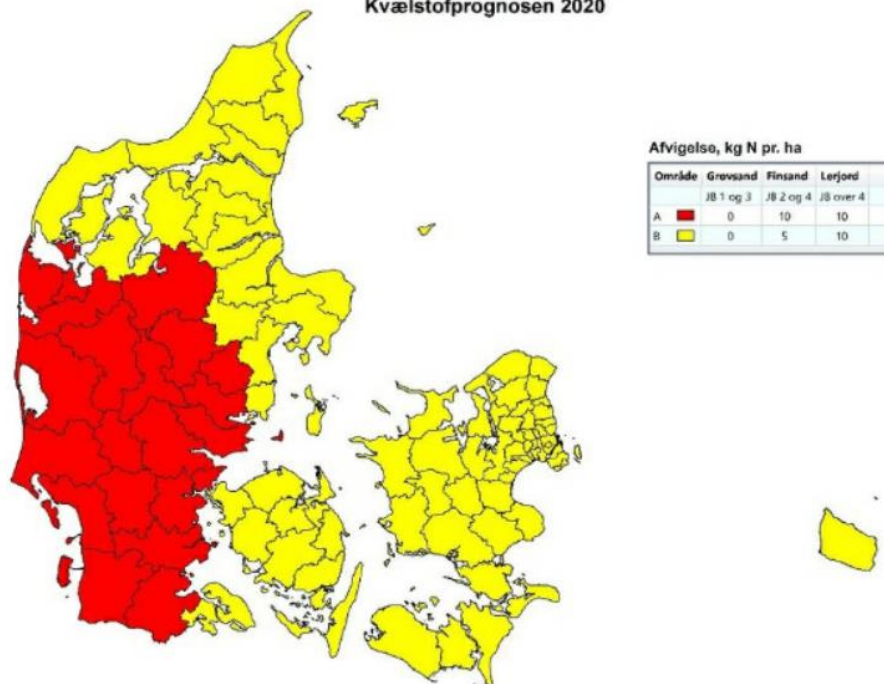 Kvælstofprognosen 2020
Afvigelse, kg N pr. ha
Område Grovsand Finsand Lerjord
JB 1 og 3 JB 2 og 4 JB over 4
A 0 10 10
B 0 5 10